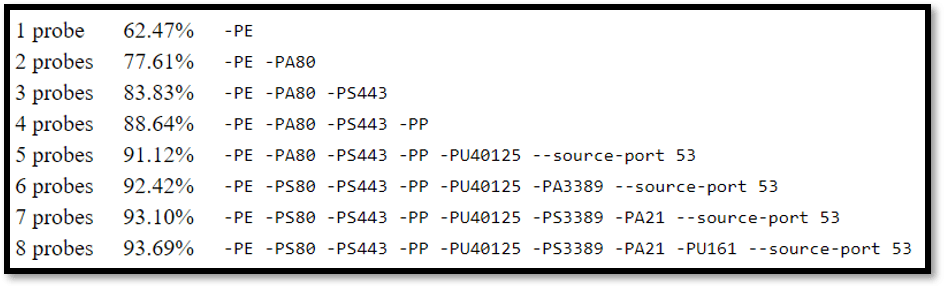 1 probe 62.47% -PE
2 probes 77.61% -PE -PA80
3 probes 83.83% -PE -PA80 -PS443
4 probes 88.64% -PE -PA80 -PS443 -PP
5 probes 91.12% -PE -PA80 -PS443 -PP -PU40125 --source-port 53
6 probes 92.42% -PE -PS80 -PS443 -PP -PU40125 -PA3389 --source-port 53
7 probes 93.10% -PE -PS80 -PS443 -PP -PU40125 -PS3389 -PA21 --source-port 53
8 probes 93.69% -PE -PS80 -PS443 -PP -PU40125 -PS3389 -PA21 -PU161 --source-port 53